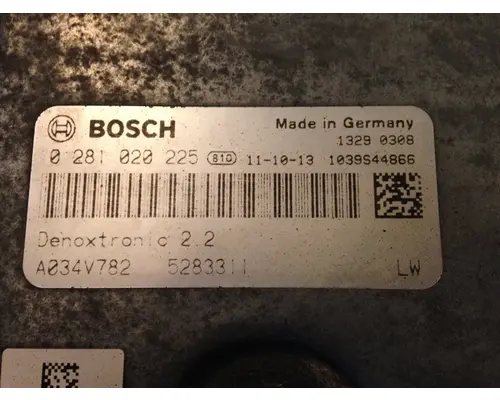 BOSCH
Made in Germany
1329 0308
0 281 020 225 810 11-10-13 1039S44866
Denoxtronic 2.2
A034V782 5283311
LW